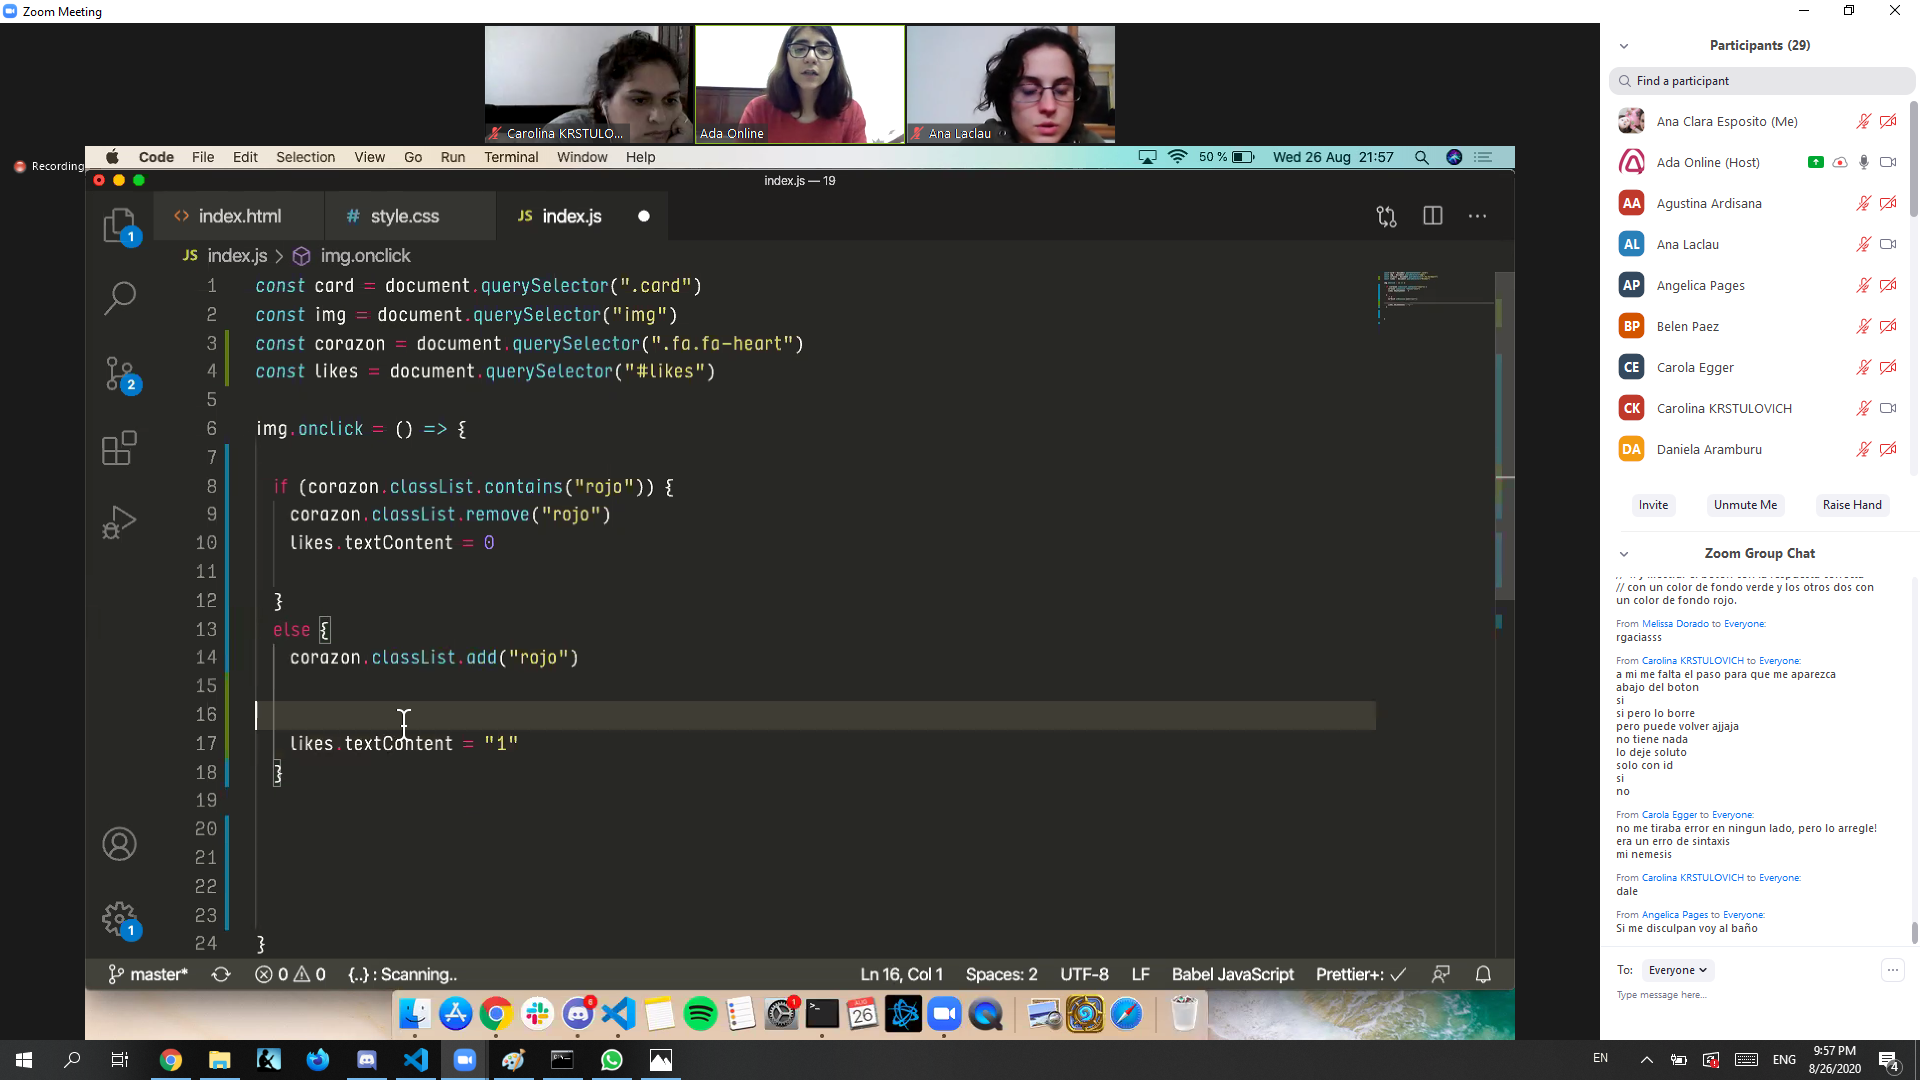 Zoom Meeting
Carolina KRSTULO...
Ada Online
Ana Laclau
Recording
Code File Edit Selection View Go Run Terminal Window Help
50 % Wed 26 Aug 21:57
index.js — 19
index.html
style.css
JS index.js
JS index.js > img.onclick
1 const card = document.querySelector(".card")
2 const img = document.querySelector("img")
3 const corazon = document.querySelector(".fa.fa-heart")
4 const likes = document.querySelector("#likes")
5
6 img.onclick = () => {
7
8 if (corazon.classList.contains("rojo")) {
9 corazon.classList.remove("rojo")
10 likes.textContent = 0
11
12 }
13 else {
14 corazon.classList.add("rojo")
15
16
17 likes.textContent = "1"
18 }
19
20
21
22
23
24 }
1
2
1
master* 0 0 {..} : Scanning..
Ln 16, Col 1 Spaces: 2 UTF-8 LF Babel JavaScript Prettier+: ✓
AUG
26
6
1
Participants (29)
Find a participant
Ana Clara Esposito (Me)
Ada Online (Host)
AA Agustina Ardisana
AL Ana Laclau
AP Angelica Pages
BP Belen Paez
CE Carola Egger
CK Carolina KRSTULOVICH
DA Daniela Aramburu
Invite Unmute Me Raise Hand
Zoom Group Chat
// con un color de fondo verde y los otros dos con
un color de fondo rojo.
From Melissa Dorado to Everyone:
rgaciasss
From Carolina KRSTULOVICH to Everyone:
a mi me falta el paso para que me aparezca
abajo del boton
si
si pero lo borre
pero puede volver ajjaja
no tiene nada
lo deje soluto
solo con id
si
no
From Carola Egger to Everyone:
no me tiraba error en ningun lado, pero lo arregle!
era un erro de sintaxis
mi nemesis
From Carolina KRSTULOVICH to Everyone:
dale
From Angelica Pages to Everyone:
Si me disculpan voy al baño
To: Everyone
Type message here...
EN
ENG
9:57 PM
8/26/2020
4